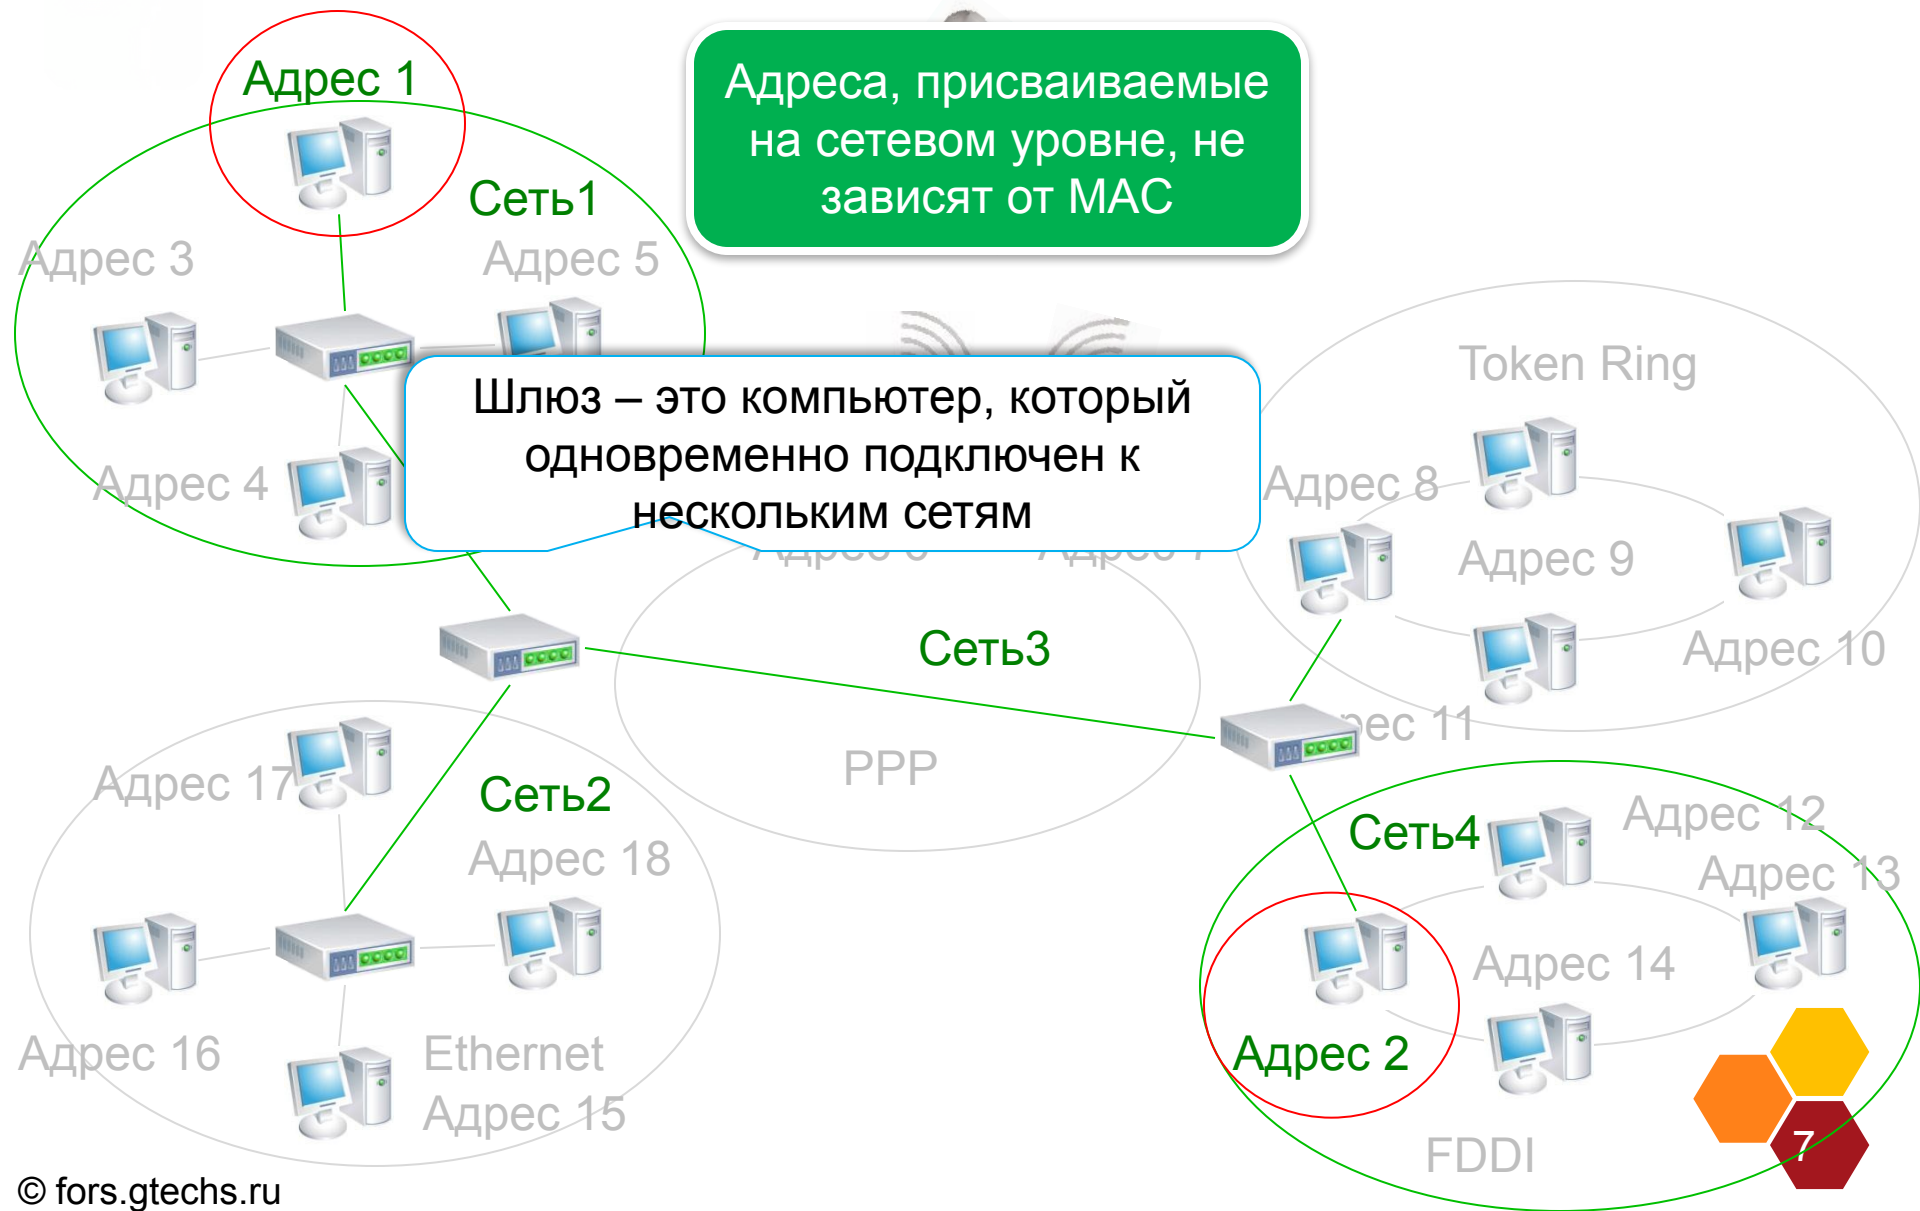 Адрес 1
Адреса, присваиваемые
на сетевом уровне, не
зависят от MAC
Сеть1
Адрес 3
Адрес 5
Token Ring
Шлюз – это компьютер, который
одновременно подключен к
нескольким сетям
Адрес 4
Адрес 8
Адрес 9
Сеть3
Адрес 10
11
PPP
Адрес 17
Сеть2
Адрес 12
Сеть4
Адрес 18
Адрес 13
Адрес 14
Адрес 16
Ethernet
Адрес 2
Адрес 15
FDDI
7
© fors.gtechs.ru